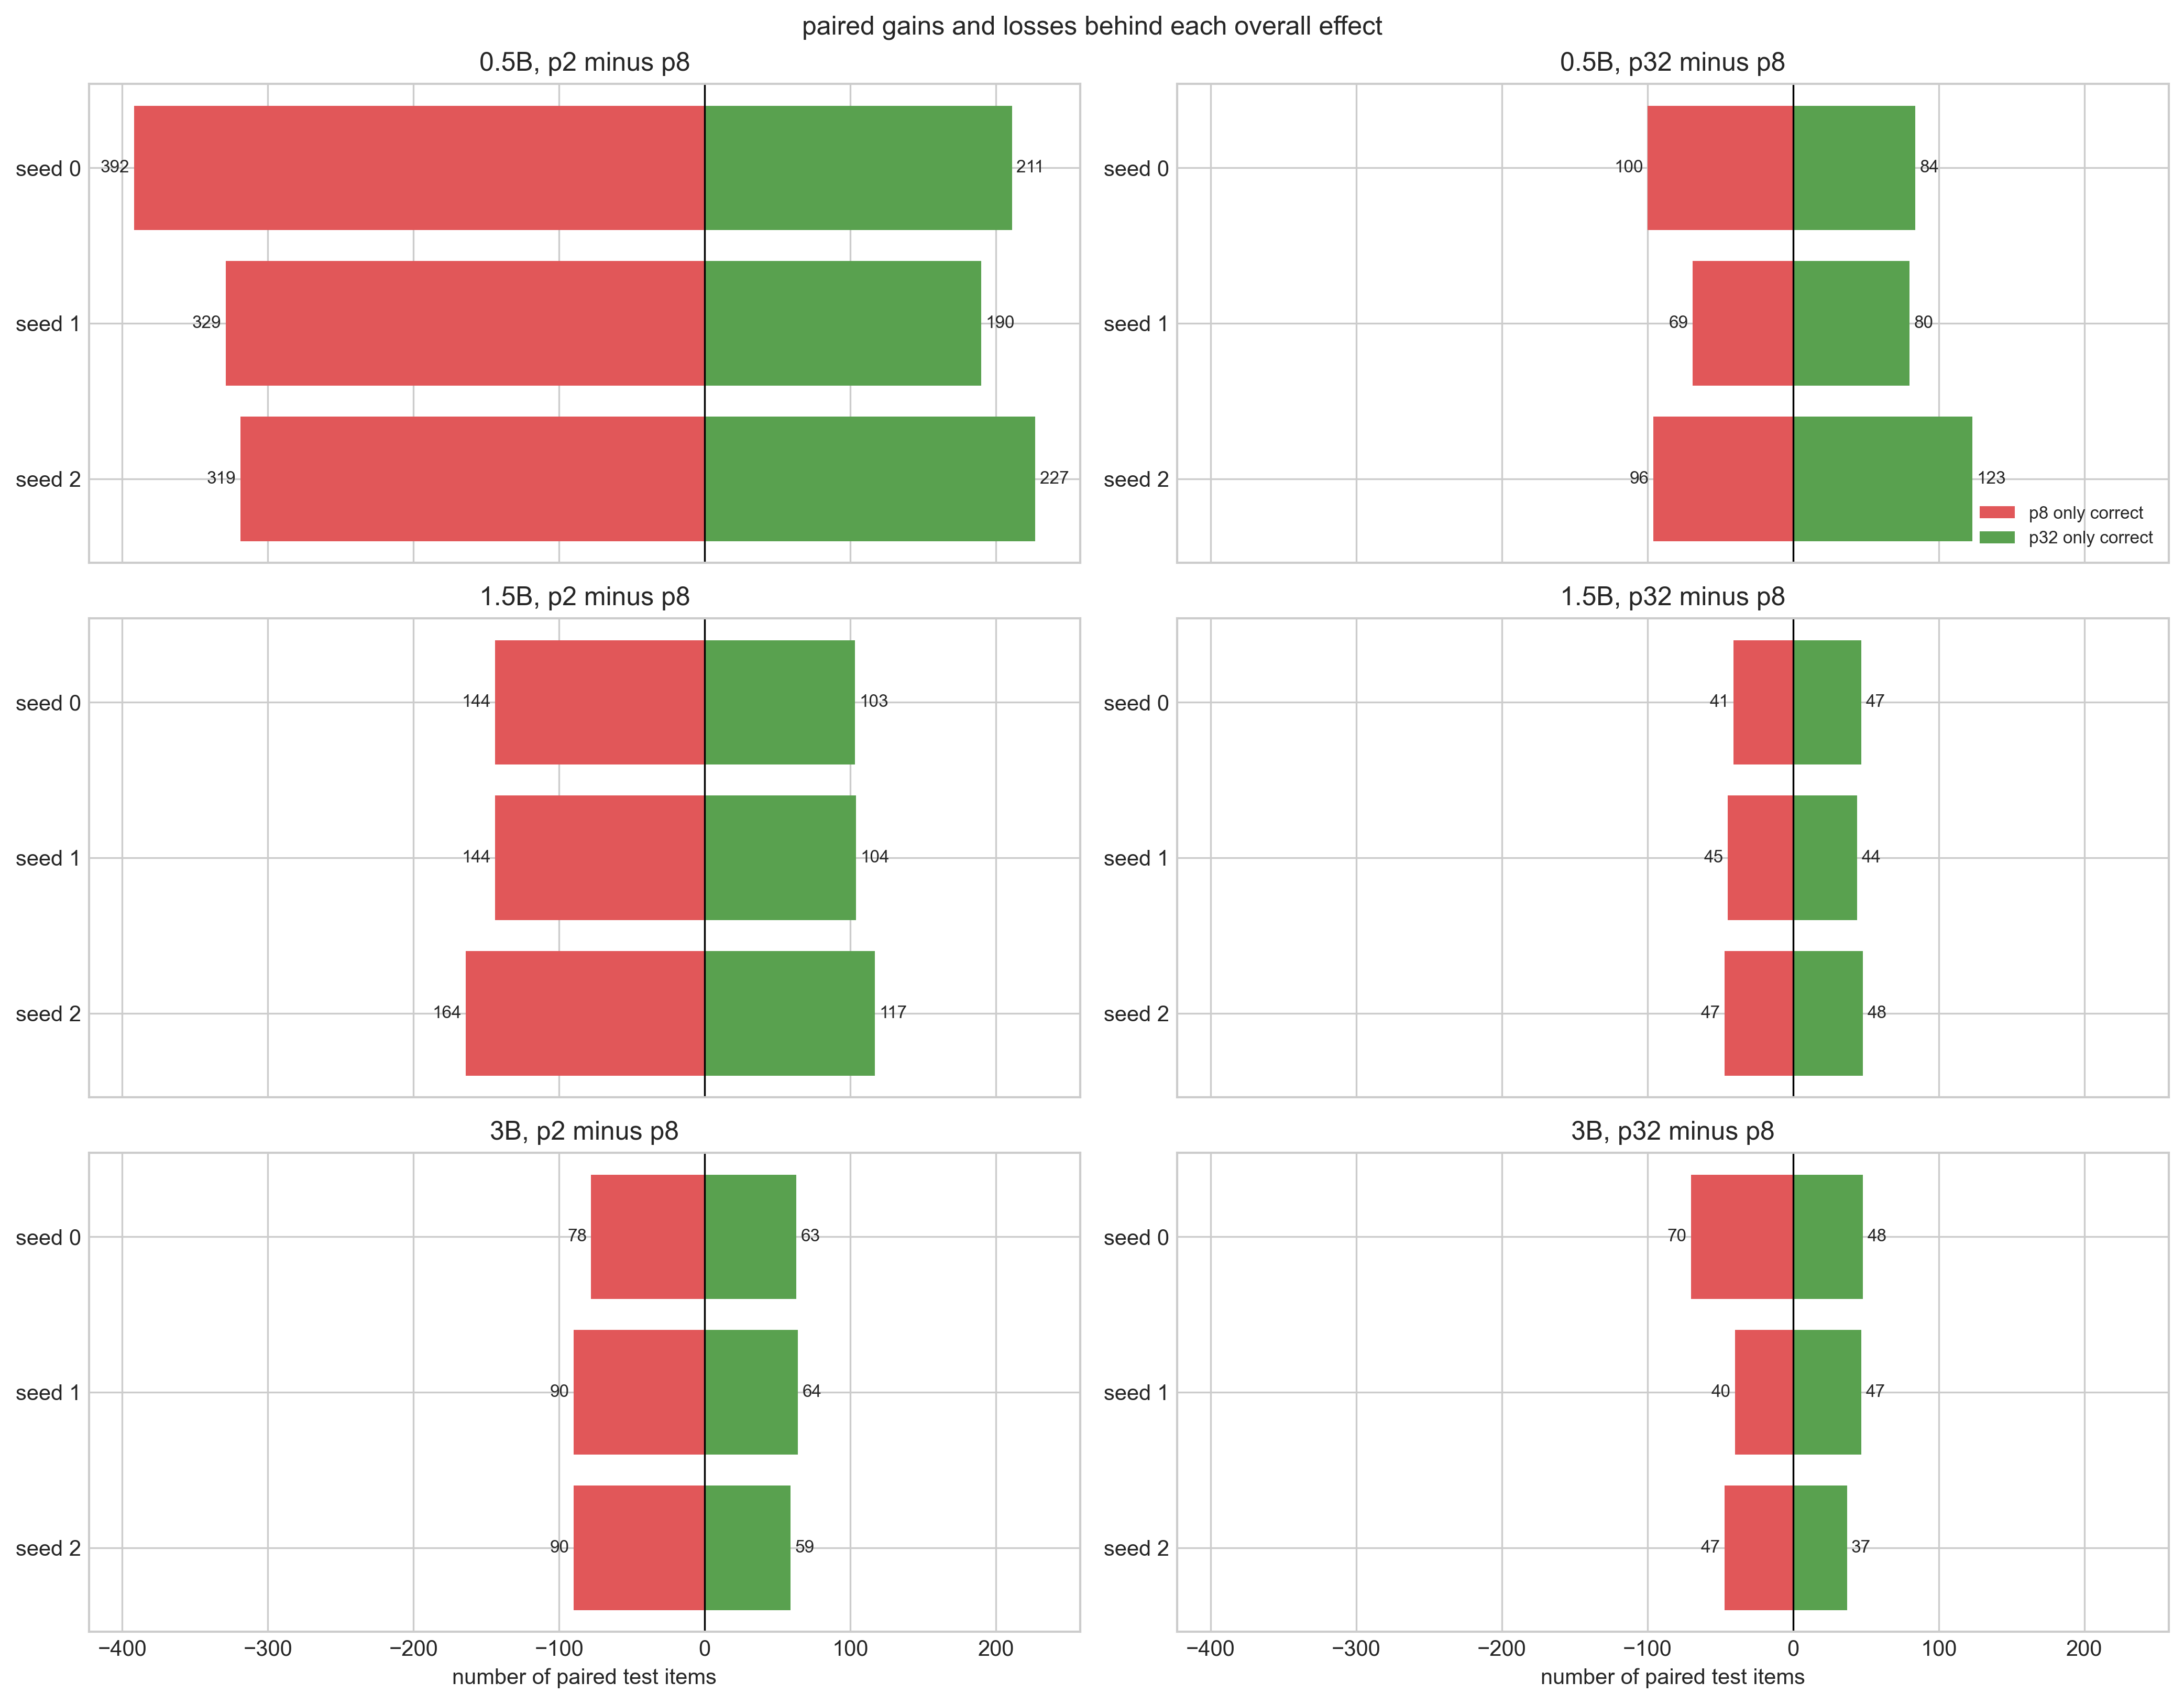 paired gains and losses behind each overall effect
0.5B, p2 minus p8
seed 0
392
211
seed 1
329
190
seed 2
319
227
0.5B, p32 minus p8
seed 0
100
84
seed 1
69
80
seed 2
96
123
p8 only correct
p32 only correct
1.5B, p2 minus p8
seed 0
144
103
seed 1
144
104
seed 2
164
117
1.5B, p32 minus p8
seed 0
41
47
seed 1
45
44
seed 2
47
48
3B, p2 minus p8
seed 0
78
63
seed 1
90
64
seed 2
90
59
−400 −300 −200 −100 0 100 200
number of paired test items
3B, p32 minus p8
seed 0
70
48
seed 1
40
47
seed 2
47
37
−400 −300 −200 −100 0 100 200
number of paired test items